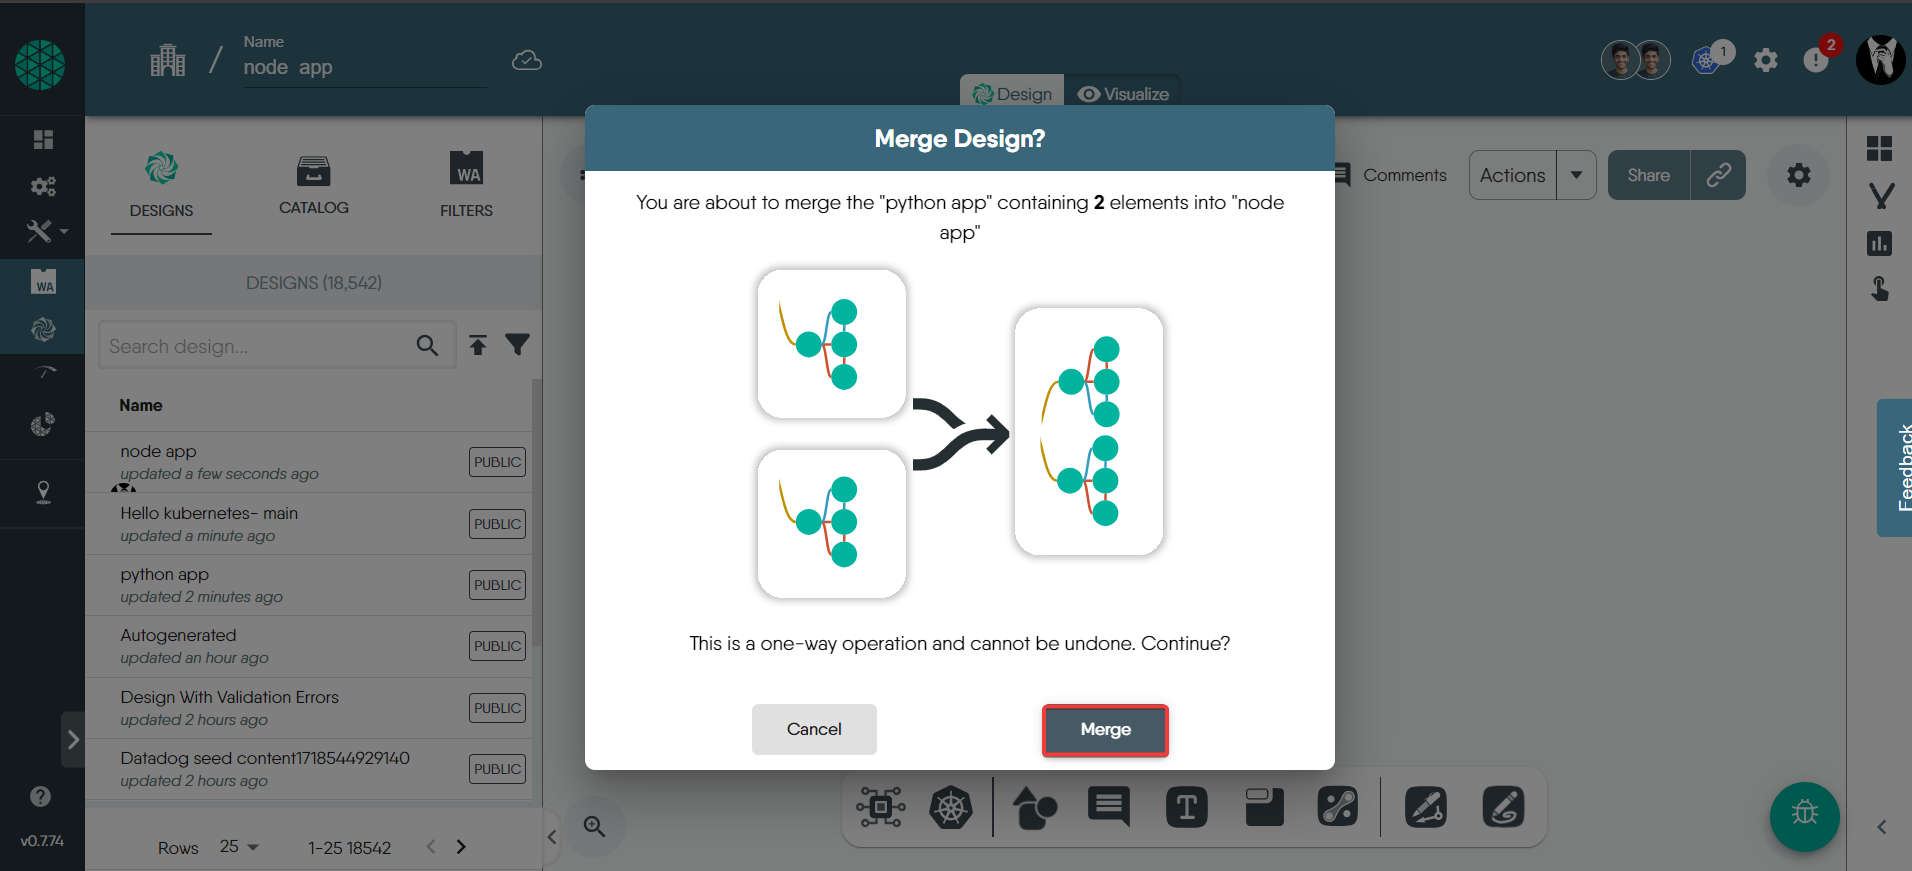 Name
node app
1
2
Design
Visualize
DESIGNS
CATALOG
WA
FILTERS
WA
DESIGNS (18,542)
Search design...
Name
node app
updated a few seconds ago
PUBLIC
Hello kubernetes- main
updated a minute ago
PUBLIC
python app
updated 2 minutes ago
PUBLIC
Autogenerated
updated an hour ago
PUBLIC
Design With Validation Errors
updated 2 hours ago
PUBLIC
Datadog seed content1718544929140
updated 2 hours ago
PUBLIC
Rows 25 1-25 18542
v0.7.74
Merge Design?
You are about to merge the "python app" containing 2 elements into "node
app"
This is a one-way operation and cannot be undone. Continue?
Cancel
Merge
Comments
Actions
Share
Feedback
T